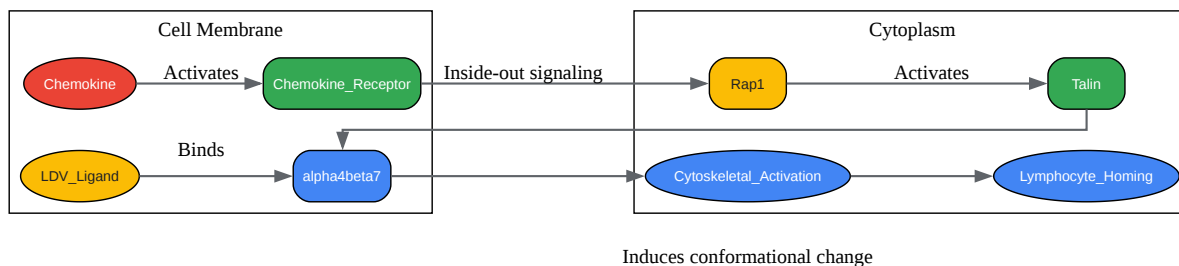 Cell Membrane
Cytoplasm
Chemokine
Activates
Chemokine_Receptor
Inside-out signaling
Rap1
Activates
Talin
LDV_Ligand
Binds
alpha4beta7
Cytoskeletal_Activation
Lymphocyte_Homing
Induces conformational change